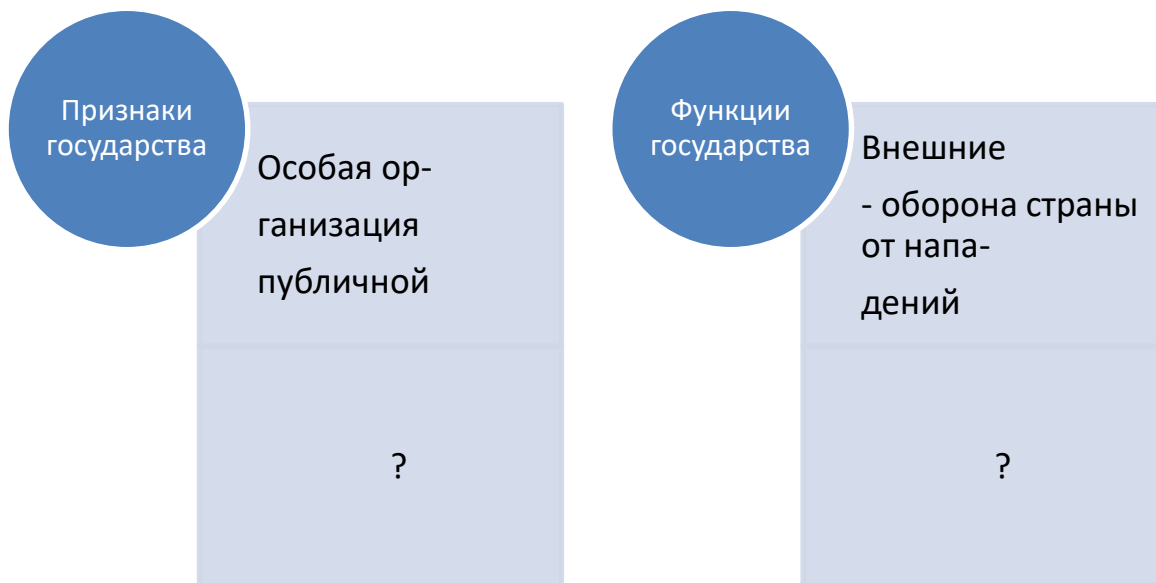 Признаки
государства
Особая ор-
ганизация
публичной
?
Функции
государства
Внешние
- оборона страны
от напа-
дений
?